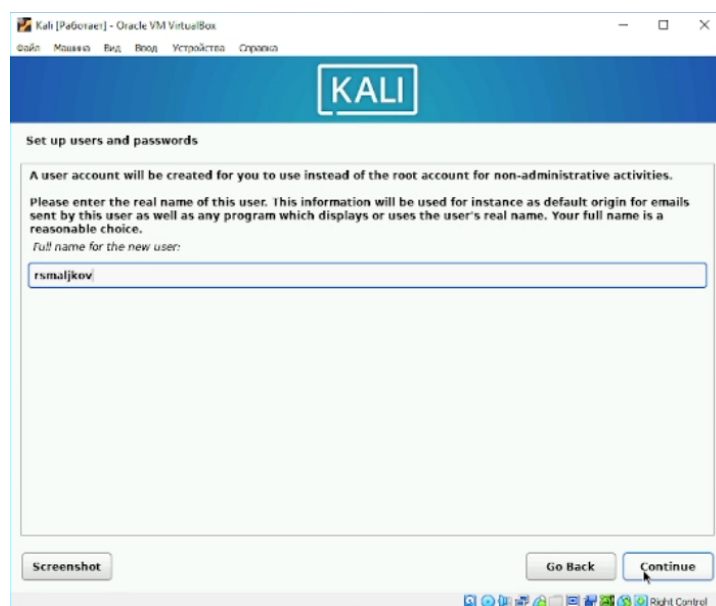 Kali [Работает] - Oracle VM VirtualBox
Файл Машина Вид Ввод Устройства Справка
KALI
Set up users and passwords
A user account will be created for you to use instead of the root account for non-administrative activities.
Please enter the real name of this user. This information will be used for instance as default origin for emails
sent by this user as well as any program which displays or uses the user's real name. Your full name is a
reasonable choice.
Full name for the new user:
rsmaljkov
Screenshot
Go Back
Continue
Right Control